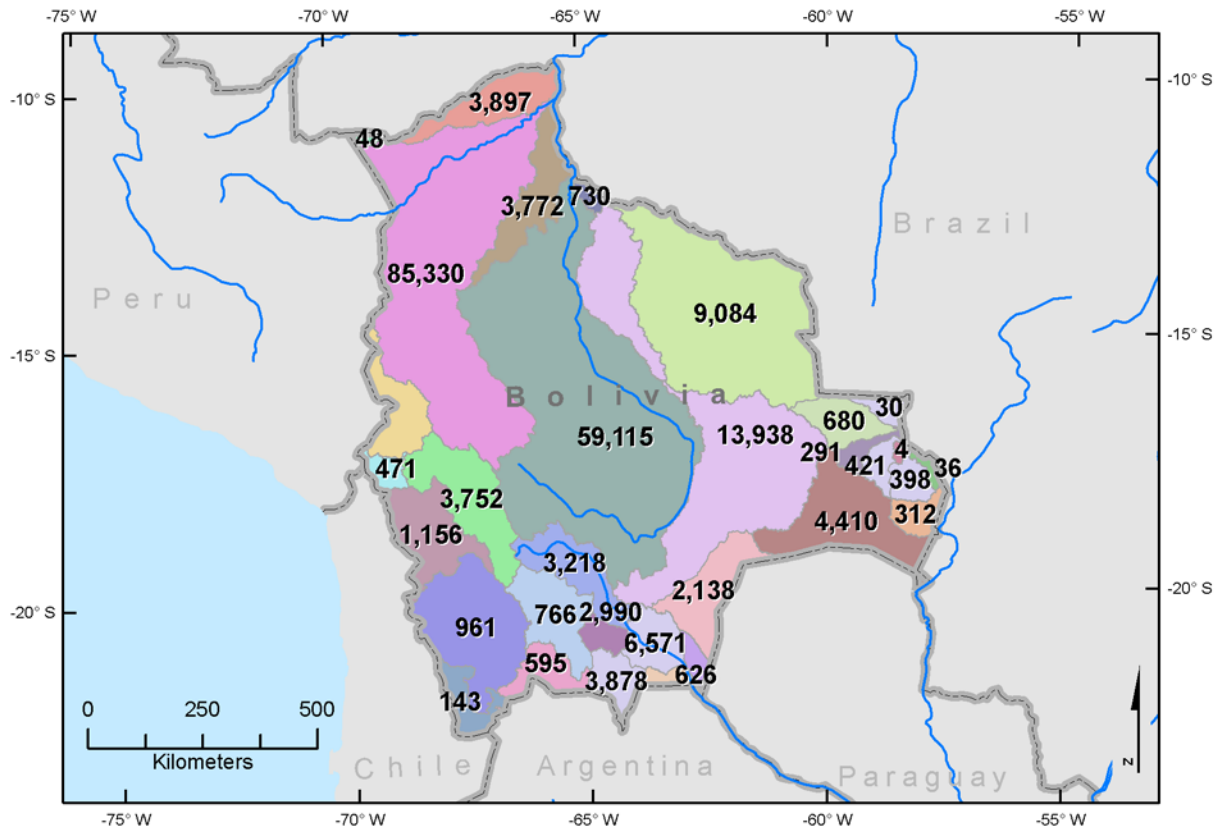 -75° W -70° W -65° W -60° W -55° W
-10° S
-10° S
3,897
48
3,772
730
Brazil
85,330
Peru
9,084
-15° S
-15° S
Bolivia
30
680
13,938
59,115
291
4
421
36
471
398
3,752
312
4,410
1,156
3,218
2,138
-20° S
-20° S
766
2,990
961
6,571
595
626
3,878
143
0 250 500
Kilometers
Chile
Argentina
Paraguay
N
-75° W -70° W -65° W -60° W -55° W